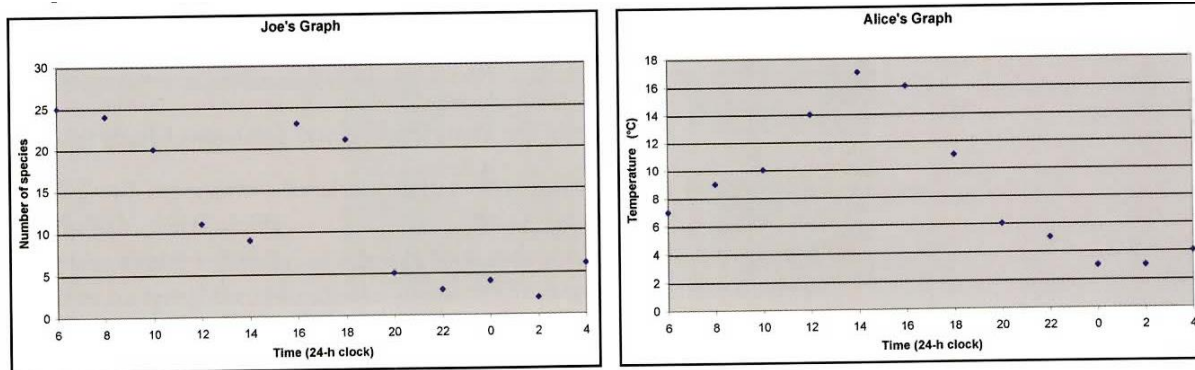 Joe's Graph
Number of species
30
25
20
15
10
5
0
6 8 10 12 14 16 18 20 22 0 2 4
Time (24-h clock)
Alice's Graph
Temperature (°C)
18
16
14
12
10
8
6
4
2
0
6 8 10 12 14 16 18 20 22 0 2 4
Time (24-h clock)